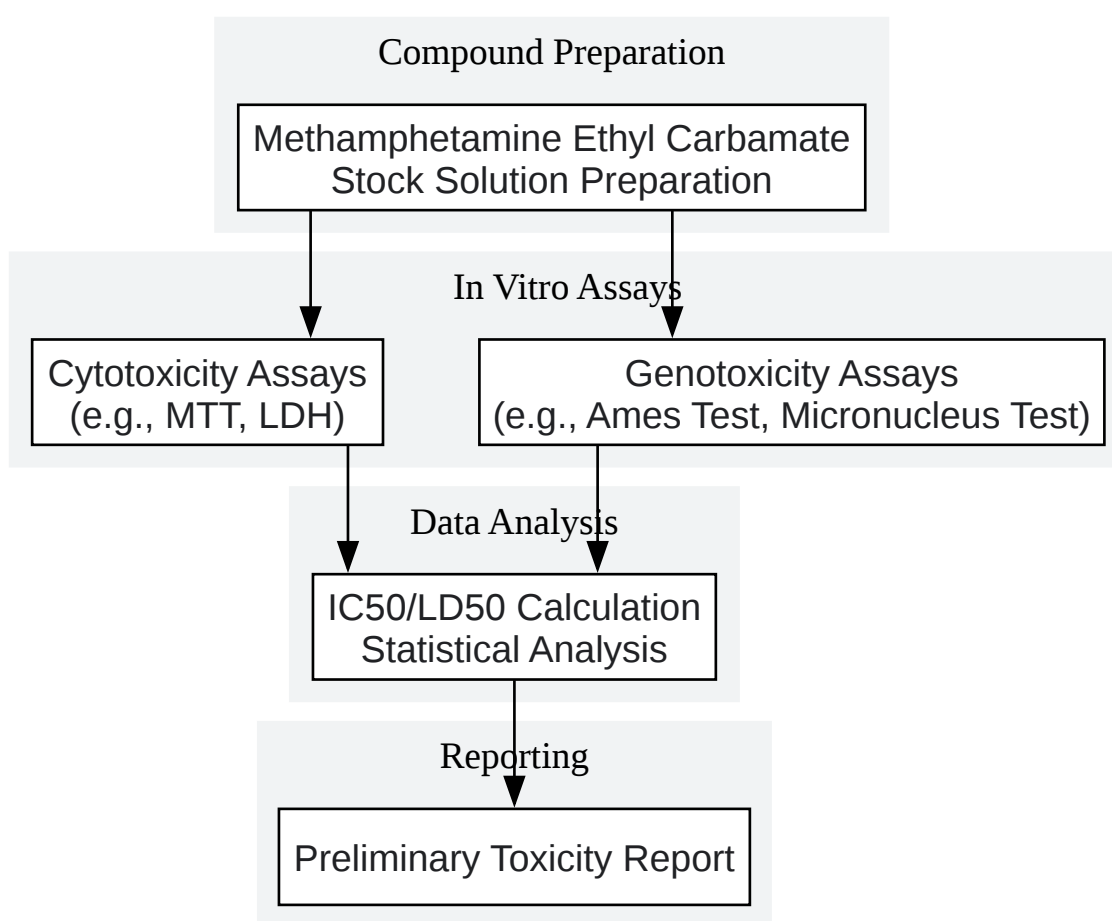 Compound Preparation
Methamphetamine Ethyl Carbamate
Stock Solution Preparation
In Vitro Assays
Cytotoxicity Assays
(e.g., MTT, LDH)
Genotoxicity Assays
(e.g., Ames Test, Micronucleus Test)
Data Analysis
IC50/LD50 Calculation
Statistical Analysis
Reporting
Preliminary Toxicity Report